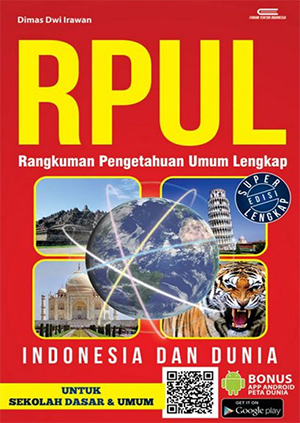 Dimas Dwi Irawan
RPUL
Rangkuman Pengetahuan Umum Lengkap
SUPER
EDISI
LENGKAP
INDONESIA DAN DUNIA
UNTUK
SEKOLAH DASAR & UMUM
BONUS
APP ANDROID
PETA DUNIA
GET IT ON
Google play